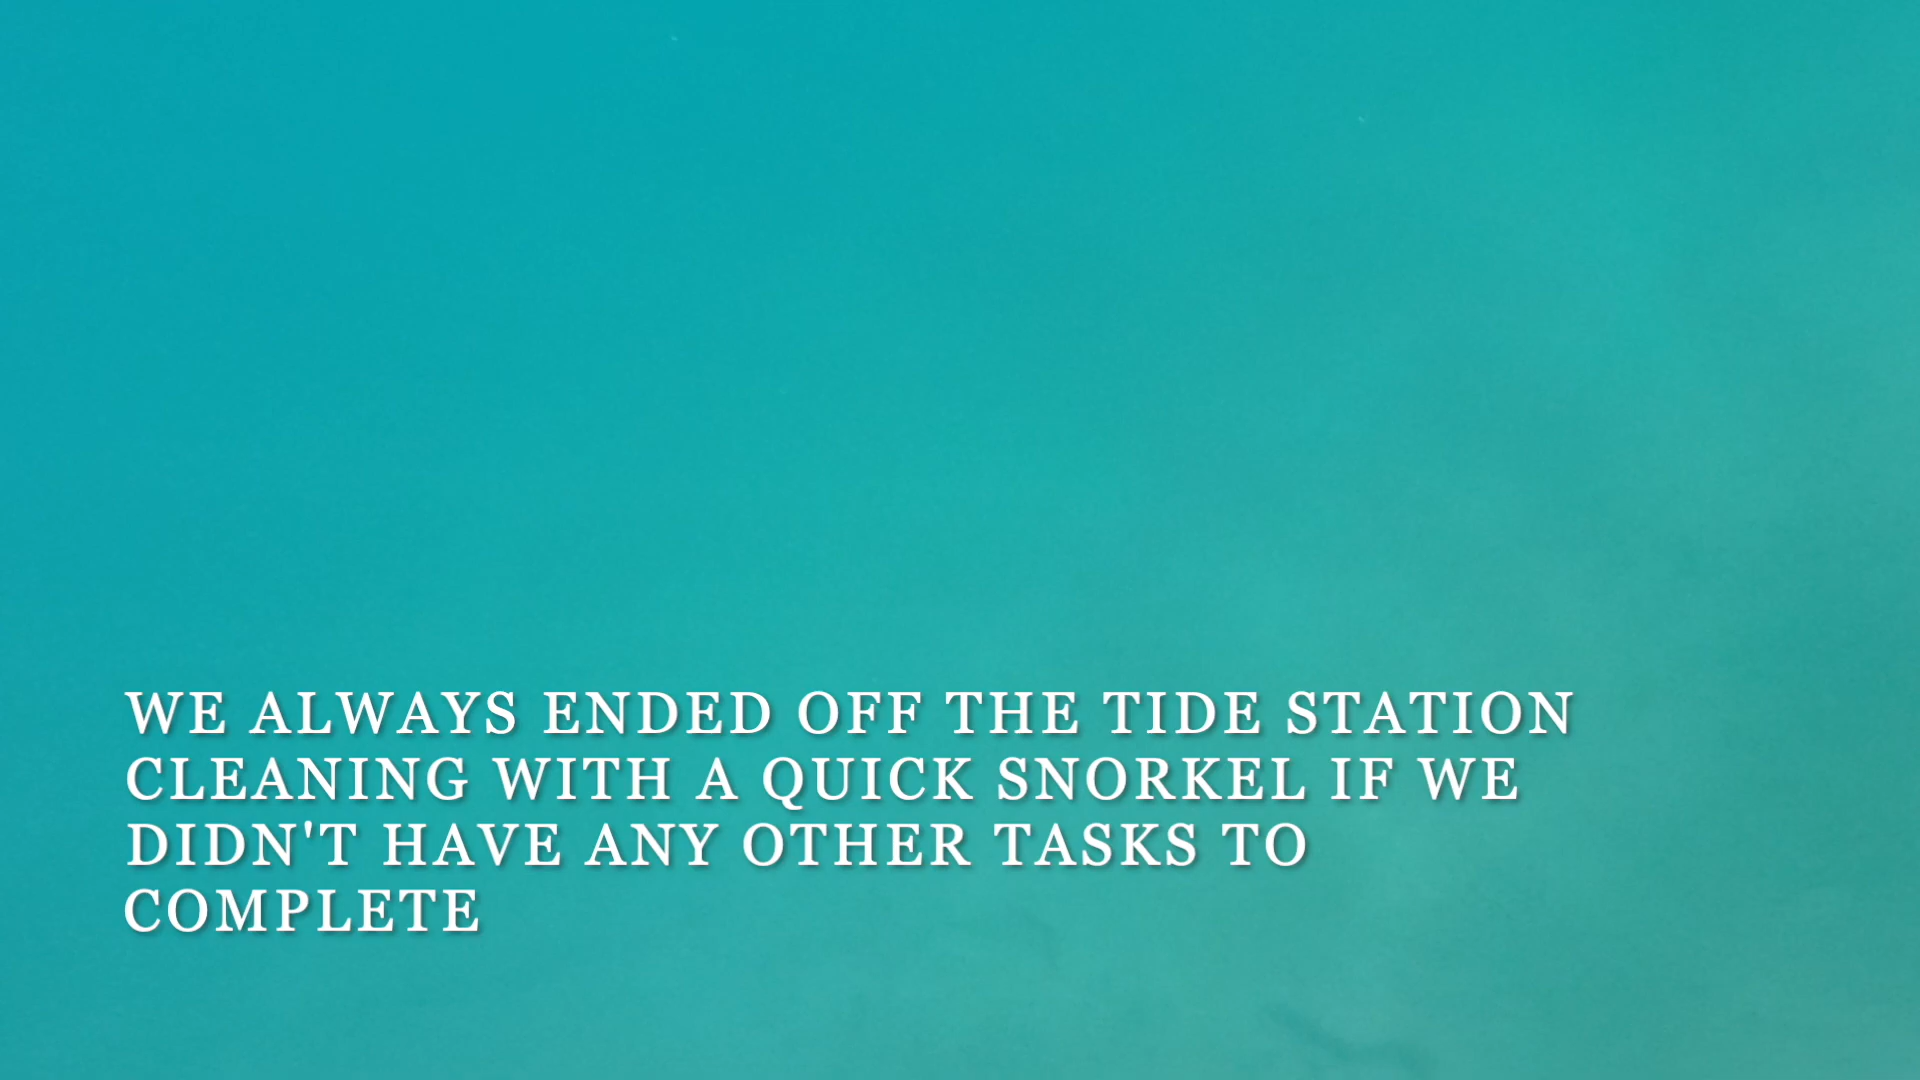 WE ALWAYS ENDED OFF THE TIDE STATION
CLEANING WITH A QUICK SNORKEL IF WE
DIDN'T HAVE ANY OTHER TASKS TO
COMPLETE